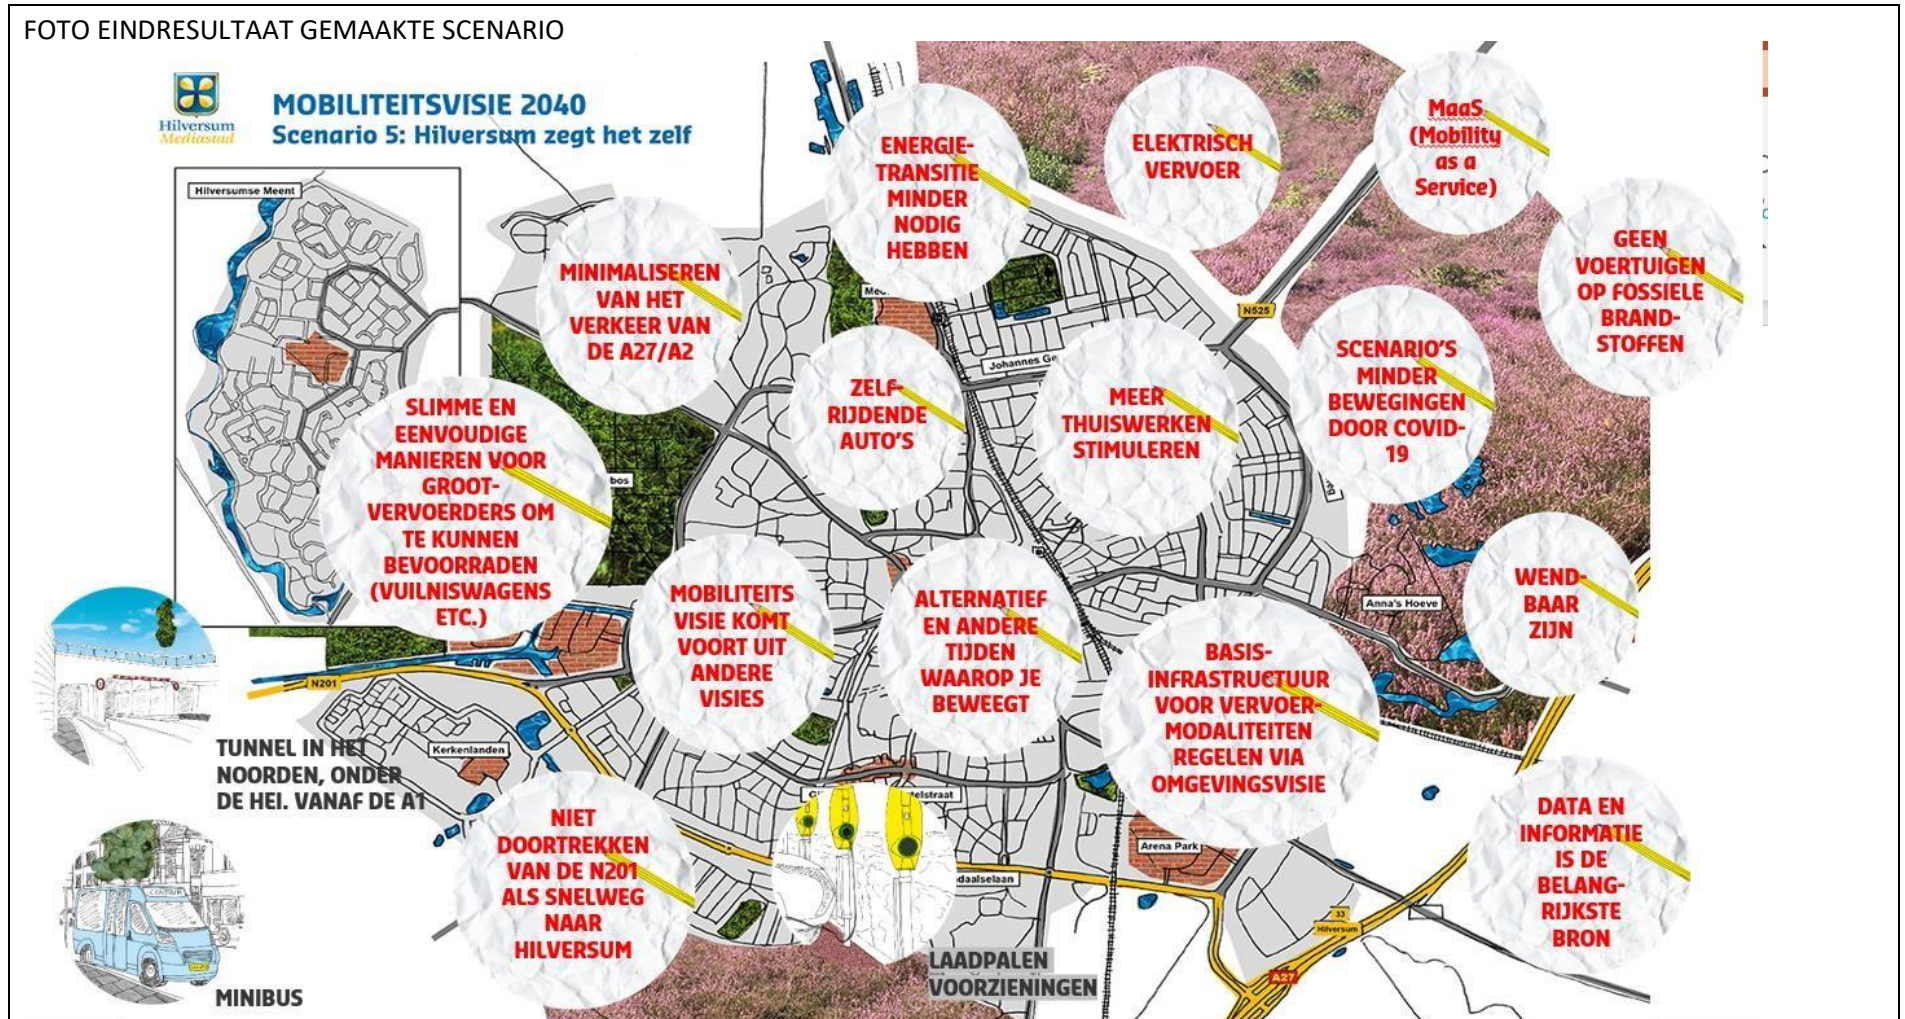 FOTO EINDRESULTAAT GEMAAKTE SCENARIO
Hilversum
Mediastad
MOBILITEITSVISIE 2040
Scenario 5: Hilversum zegt het zelf
Hilversumse Meent
ENERGIE-
TRANSITIE
MINDER
NODIG
HEBBEN
ELEKTRISCH
VERVOER
MaaS
(Mobility
as a
Service)
GEEN
VOERTUIGEN
OP FOSSIELE
BRAND-
STOFFEN
MINIMALISEREN
VAN HET
VERKEER VAN
DE A27/A2
N525
Johannes Ge
ZELF-
RIJDENDE
AUTO'S
MEER
THUISWERKEN
STIMULEREN
SCENARIO'S
MINDER
BEWEGINGEN
DOOR COVID-
19
SLIMME EN
EENVOUDIGE
MANIEREN VOOR
GROOT-
VERVOERDERS OM
TE KUNNEN
BEVOORRADEN
(VUILNISWAGENS
ETC.)
bos
MOBILITEITS
VISIE KOMT
VOORT UIT
ANDERE
VISIES
ALTERNATIEF
EN ANDERE
TIJDEN
WAAROP JE
BEWEEGT
BASIS-
INFRASTRUCTUUR
VOOR VERVOER-
MODALITEITEN
REGELEN VIA
OMGEVINGSVISIE
WEND-
BAAR
ZIJN
Anna's Hoeve
N201
Kerkenlanden
TUNNEL IN HET
NOORDEN, ONDER
DE HEI. VANAF DE A1
NIET
DOORTREKKEN
VAN DE N201
ALS SNELWEG
NAAR
HILVERSUM
elstraat
Arena Park
daalselaan
DATA EN
INFORMATIE
IS DE
BELANG-
RIJKSTE
BRON
33
Hilversum
A27
CENTRUM
MINIBUS
LAADPALEN
VOORZIENINGEN